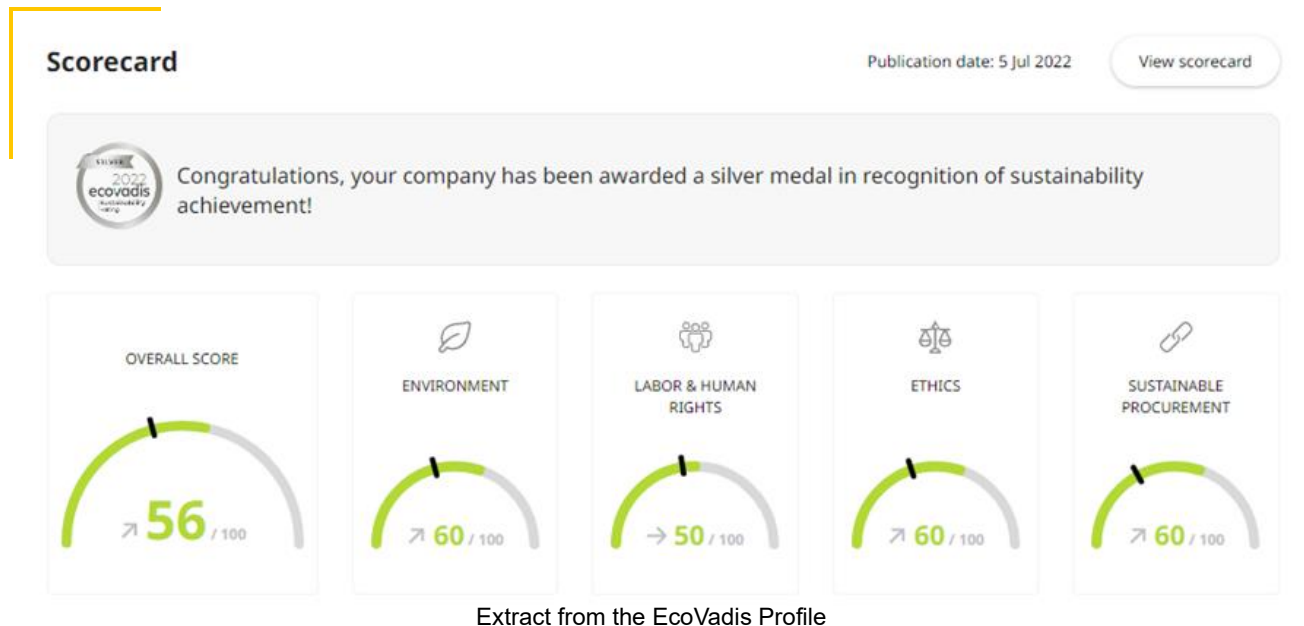 Scorecard
Publication date: 5 Jul 2022
View scorecard
SILVER
2022
ecovadis
Sustainability
Rating
Congratulations, your company has been awarded a silver medal in recognition of sustainability
achievement!
OVERALL SCORE
56 / 100
ENVIRONMENT
60 / 100
LABOR & HUMAN
RIGHTS
50 / 100
ETHICS
60 / 100
SUSTAINABLE
PROCUREMENT
60 / 100
Extract from the EcoVadis Profile